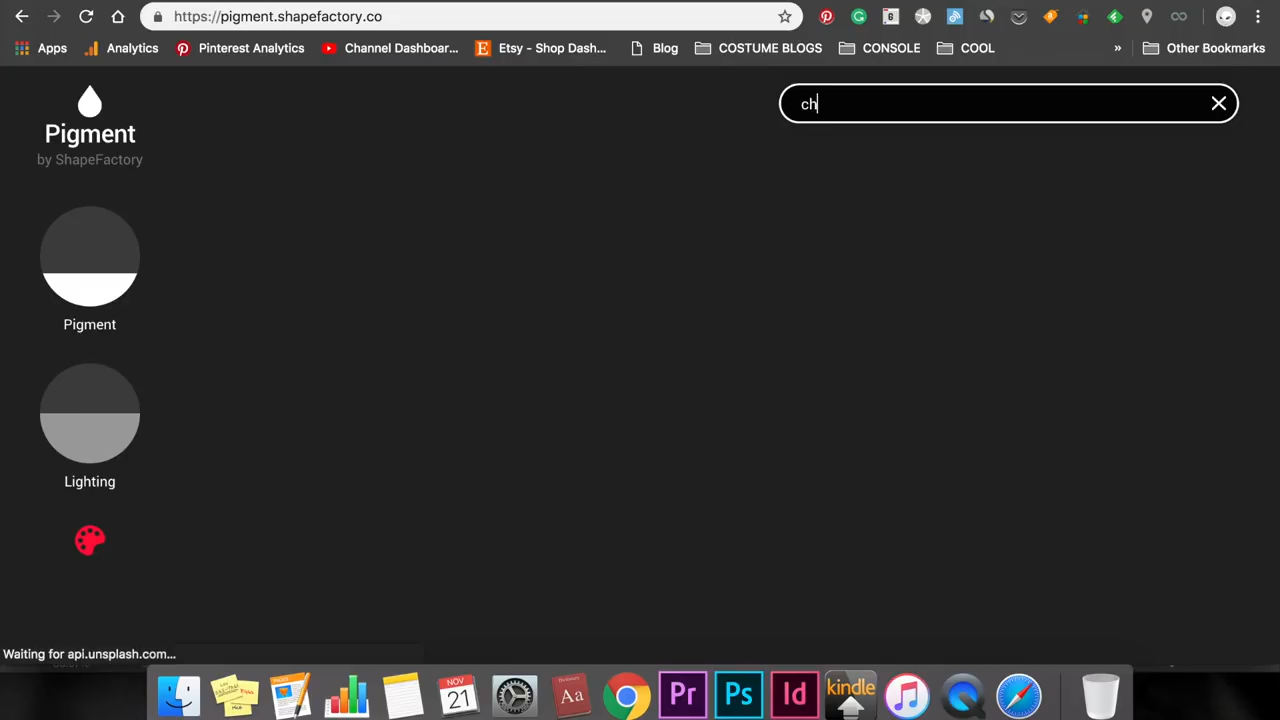 https://pigment.shapefactory.co
Apps
Analytics
Pinterest Analytics
Channel Dashboar...
Etsy - Shop Dash...
Blog
COSTUME BLOGS
CONSOLE
COOL
»
Other Bookmarks
ch
Pigment
by ShapeFactory
Pigment
Lighting
Waiting for api.unsplash.com...
NOV
21
Aa
Pr
Ps
Id
kindle